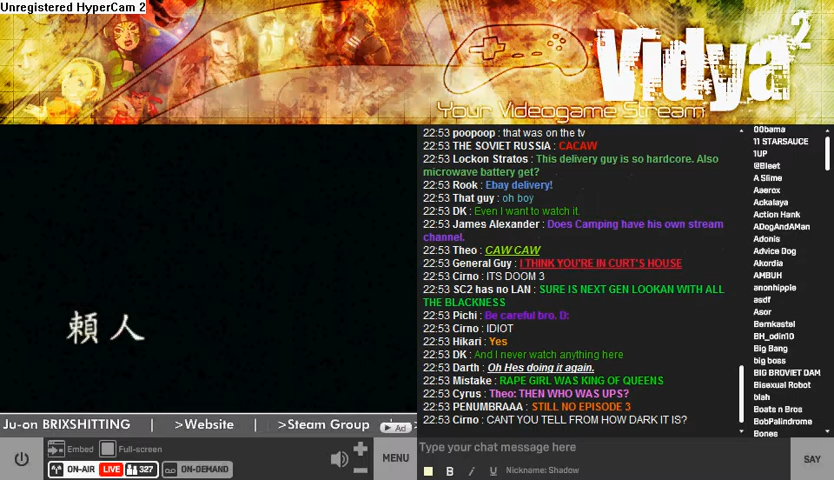 Unregistered HyperCam 2
Vidya²
Your Videogame Stream
頼人
22:53 poopoop : that was on the tv
22:53 THE SOVIET RUSSIA : CACAW
22:53 Lockon Stratos : This delivery guy is so hardcore. Also
microwave battery get?
22:53 Rook : Ebay delivery!
22:53 That guy : oh boy
22:53 DK : Even I want to watch it.
22:53 James Alexander : Does Camping have his own stream
channel.
22:53 Theo : CAW CAW
22:53 General Guy : I THINK YOU'RE IN CURT'S HOUSE
22:53 Cirno : ITS DOOM 3
22:53 SC2 has no LAN : SURE IS NEXT GEN LOOKAN WITH ALL
THE BLACKNESS
22:53 Pichi : Be careful bro. D:
22:53 Cirno : IDIOT
22:53 Hikari : Yes
22:53 DK : And I never watch anything here
22:53 Darth : Oh Hes doing it again.
22:53 Mistake : RAPE GIRL WAS KING OF QUEENS
22:53 Cyrus : Theo: THEN WHO WAS UPS?
22:53 PENUMBRAAA : STILL NO EPISODE 3
22:53 Cirno : CANT YOU TELL FROM HOW DARK IT IS?
00bama
11 STARSAUCE
1UP
@Bleet
A Slime
Aaerox
Ackalaya
Action Hank
ADogAndAMan
Adonis
Advice Dog
Akordia
AMBUH
anonhippie
asdf
Asor
Bernkastal
BH_odin10
Big Bang
big boss
BIG BROVIET DAM
Bisexual Robot
blah
Boats n Bros
BobPalindrome
Bones
Ju-on BRIXSHITTING | >Website | >Steam Group
Ad
Embed Full-screen
ON-AIR LIVE 327 ON-DEMAND
MENU
Type your chat message here
B I U Nickname: Shadow
SAY